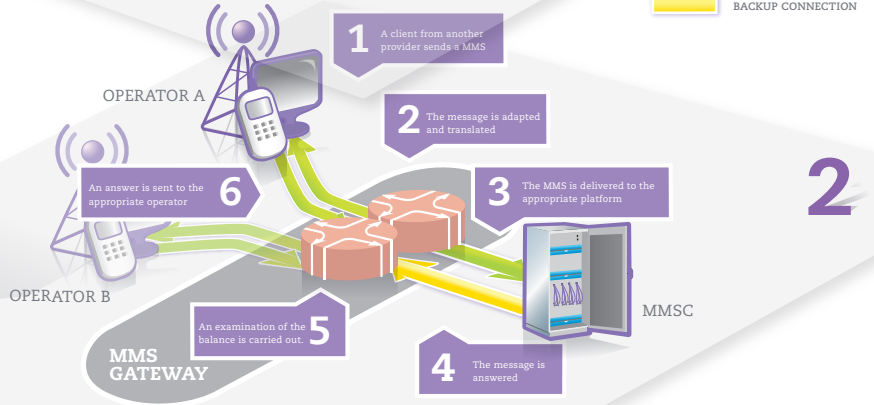 BACKUP CONNECTION
1
A client from another
provider sends a MMS
OPERATOR A
2
The message is adapted
and translated
3
The MMS is delivered to the
appropriate platform
2
An answer is sent to the
appropriate operator
6
OPERATOR B
MMSC
An examination of the
balance is carried out.
5
4
The message is
answered
MMS
GATEWAY